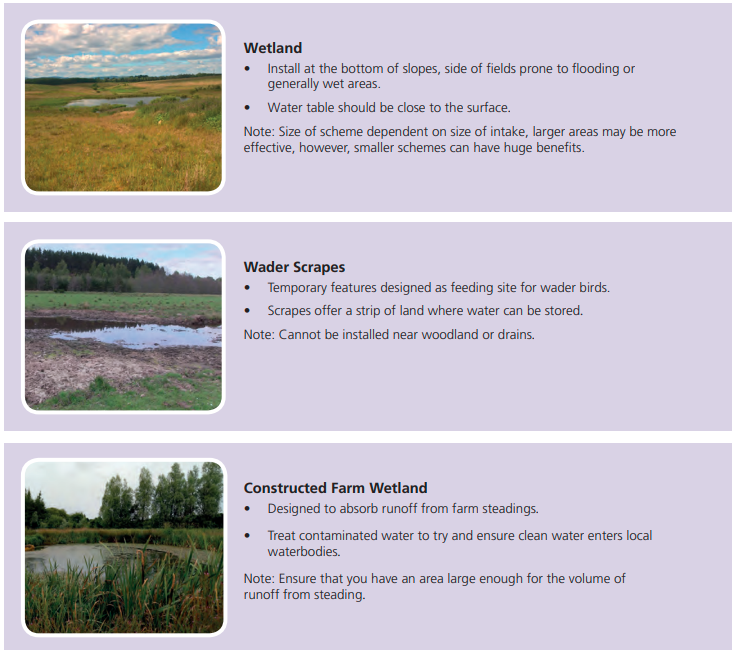 Wetland
• Install at the bottom of slopes, side of fields prone to flooding or
generally wet areas.
• Water table should be close to the surface.
Note: Size of scheme dependent on size of intake, larger areas may be more
effective, however, smaller schemes can have huge benefits.
Wader Scrapes
• Temporary features designed as feeding site for wader birds.
• Scrapes offer a strip of land where water can be stored.
Note: Cannot be installed near woodland or drains.
Constructed Farm Wetland
• Designed to absorb runoff from farm steadings.
• Treat contaminated water to try and ensure clean water enters local
waterbodies.
Note: Ensure that you have an area large enough for the volume of
runoff from steading.